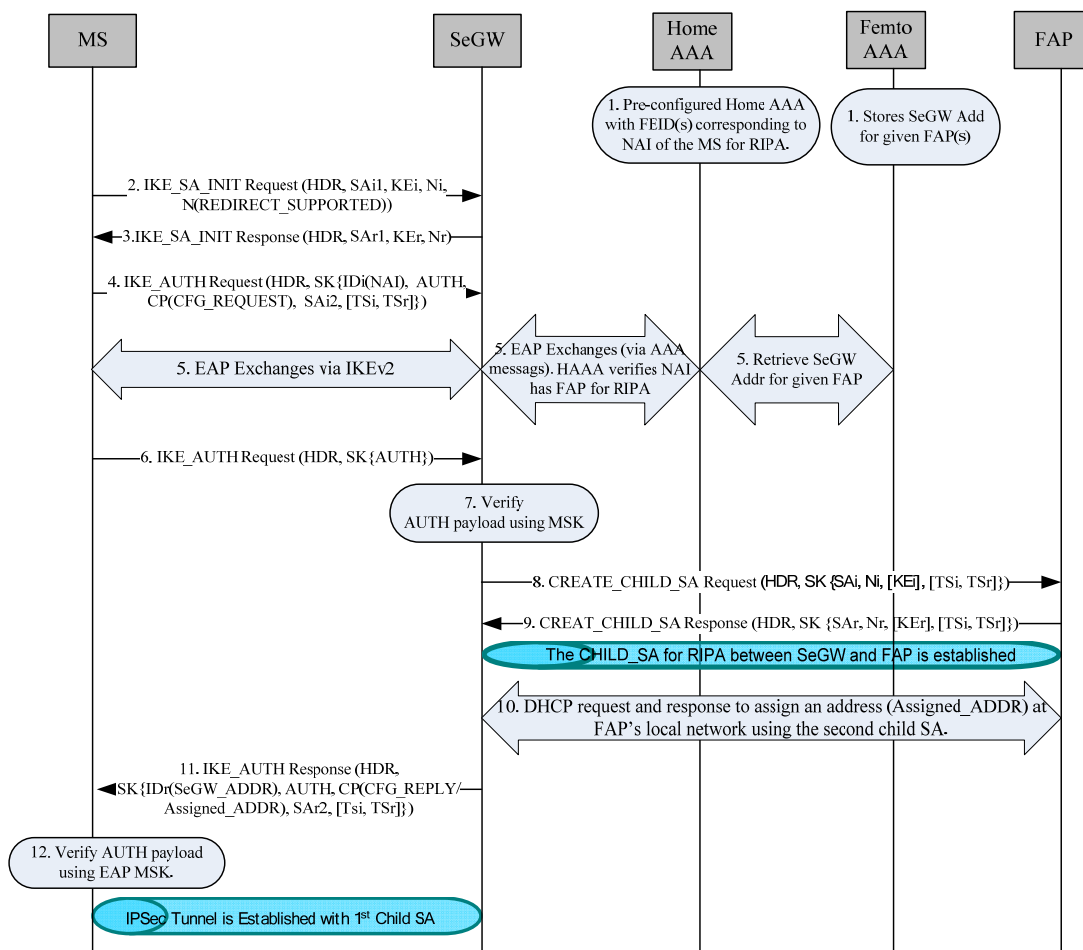 MS
SeGW
Home
AAA
Femto
AAA
FAP
1. Pre-configured Home AAA
with FEID(s) corresponding to
NAI of the MS for RIPA.
1. Stores SeGW Add
for given FAP(s)
2. IKE_SA_INIT Request (HDR, SAi1, KEi, Ni,
N(REDIRECT_SUPPORTED))
3.IKE_SA_INIT Response (HDR, SAr1, KEr, Nr)
4. IKE_AUTH Request (HDR, SK{IDi(NAI), AUTH,
CP(CFG_REQUEST), SAi2, [TSi, TSr]})
5. EAP Exchanges via IKEv2
5. EAP Exchanges (via AAA
messags). HAAA verifies NAI
has FAP for RIPA
5. Retrieve SeGW
Addr for given FAP
6. IKE_AUTH Request (HDR, SK{AUTH})
7. Verify
AUTH payload using MSK
8. CREATE_CHILD_SA Request (HDR, SK {SAi, Ni, [KEi], [TSi, TSr]})
9. CREAT_CHILD_SA Response (HDR, SK {SAr, Nr, [KEr], [TSi, TSr]})
The CHILD_SA for RIPA between SeGW and FAP is established
10. DHCP request and response to assign an address (Assigned_ADDR) at
FAP's local network using the second child SA.
11. IKE_AUTH Response (HDR,
SK{IDr(SeGW_ADDR), AUTH, CP(CFG_REPLY/
Assigned_ADDR), SAr2, [Tsi, TSr]})
12. Verify AUTH payload
using EAP MSK.
IPSec Tunnel is Established with 1st Child SA